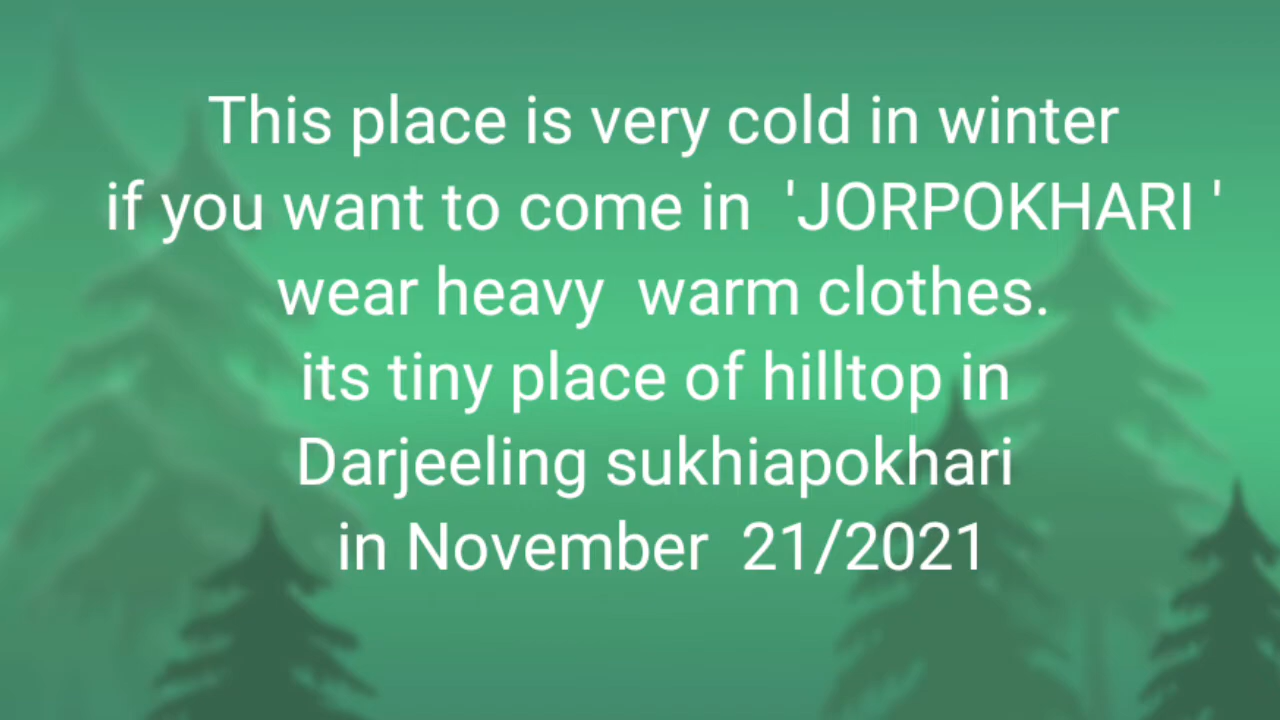 This place is very cold in winter
if you want to come in 'JORPOKHARI '
wear heavy warm clothes.
its tiny place of hilltop in
Darjeeling sukhiapokhari
in November 21/2021